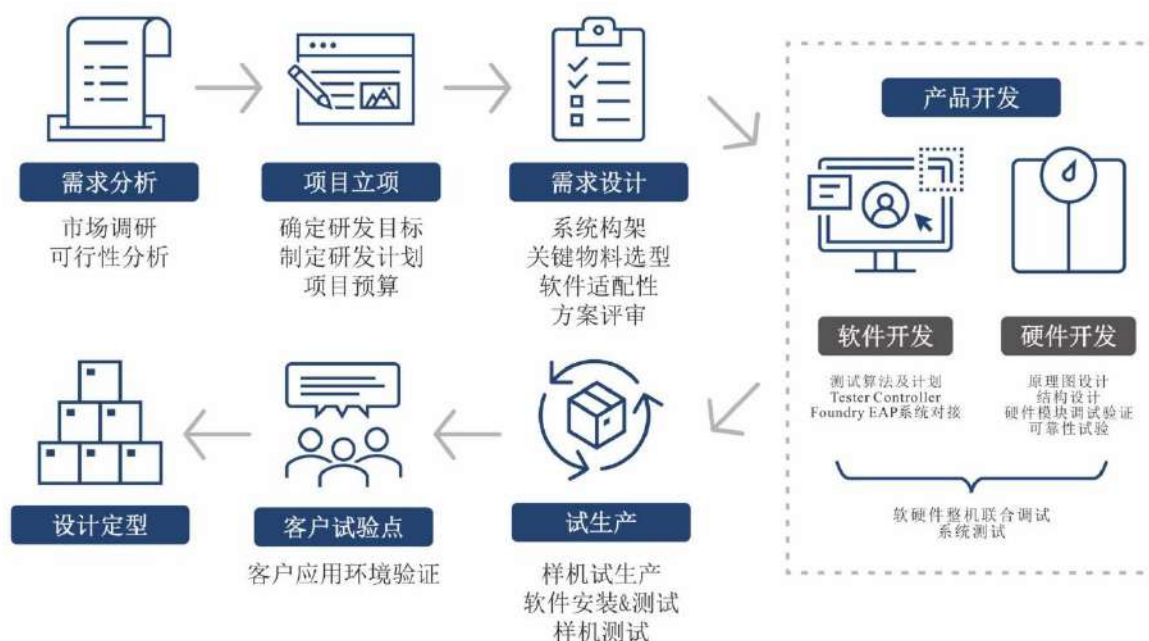 需求分析
市场调研
可行性分析
项目立项
确定研发目标
制定研发计划
项目预算
需求设计
系统构架
关键物料选型
软件适配性
方案评审
产品开发
软件开发
测试算法及计划
Tester Controller
Foundry EAP系统对接
硬件开发
原理图设计
结构设计
硬件模块调试验证
可靠性试验
软硬件整机联合调试
系统测试
试生产
样机试生产
软件安装&测试
样机测试
客户试验点
客户应用环境验证
设计定型